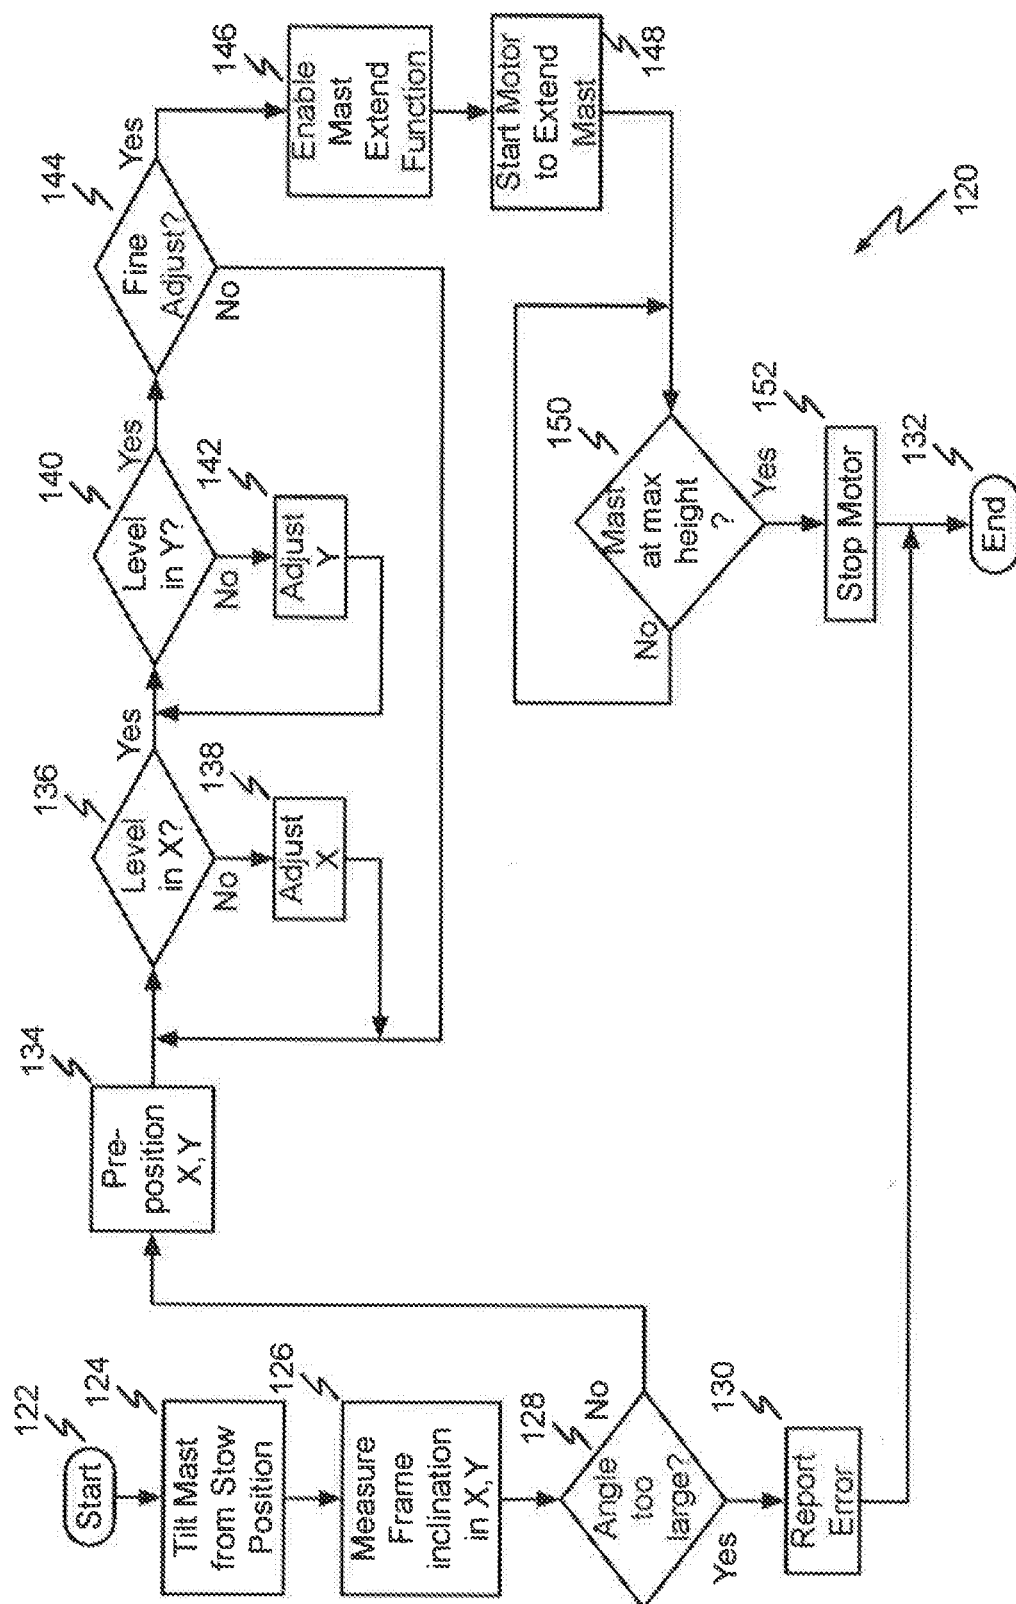 122
Start
124
Tilt Mast
from Stow
Position
126
Measure
Frame
inclination
in X,Y
128
Angle
too
large?
No
Yes
130
Report
Error
134
Pre-
position
X,Y
136
Level
in X?
Yes
No
138
Adjust
X
140
Level
in Y?
Yes
No
142
Adjust
Y
144
Fine
Adjust?
Yes
No
146
Enable
Mast
Extend
Function
148
Start Motor
to Extend
Mast
150
Mast
at max
height
?
No
Yes
152
Stop Motor
132
End
120